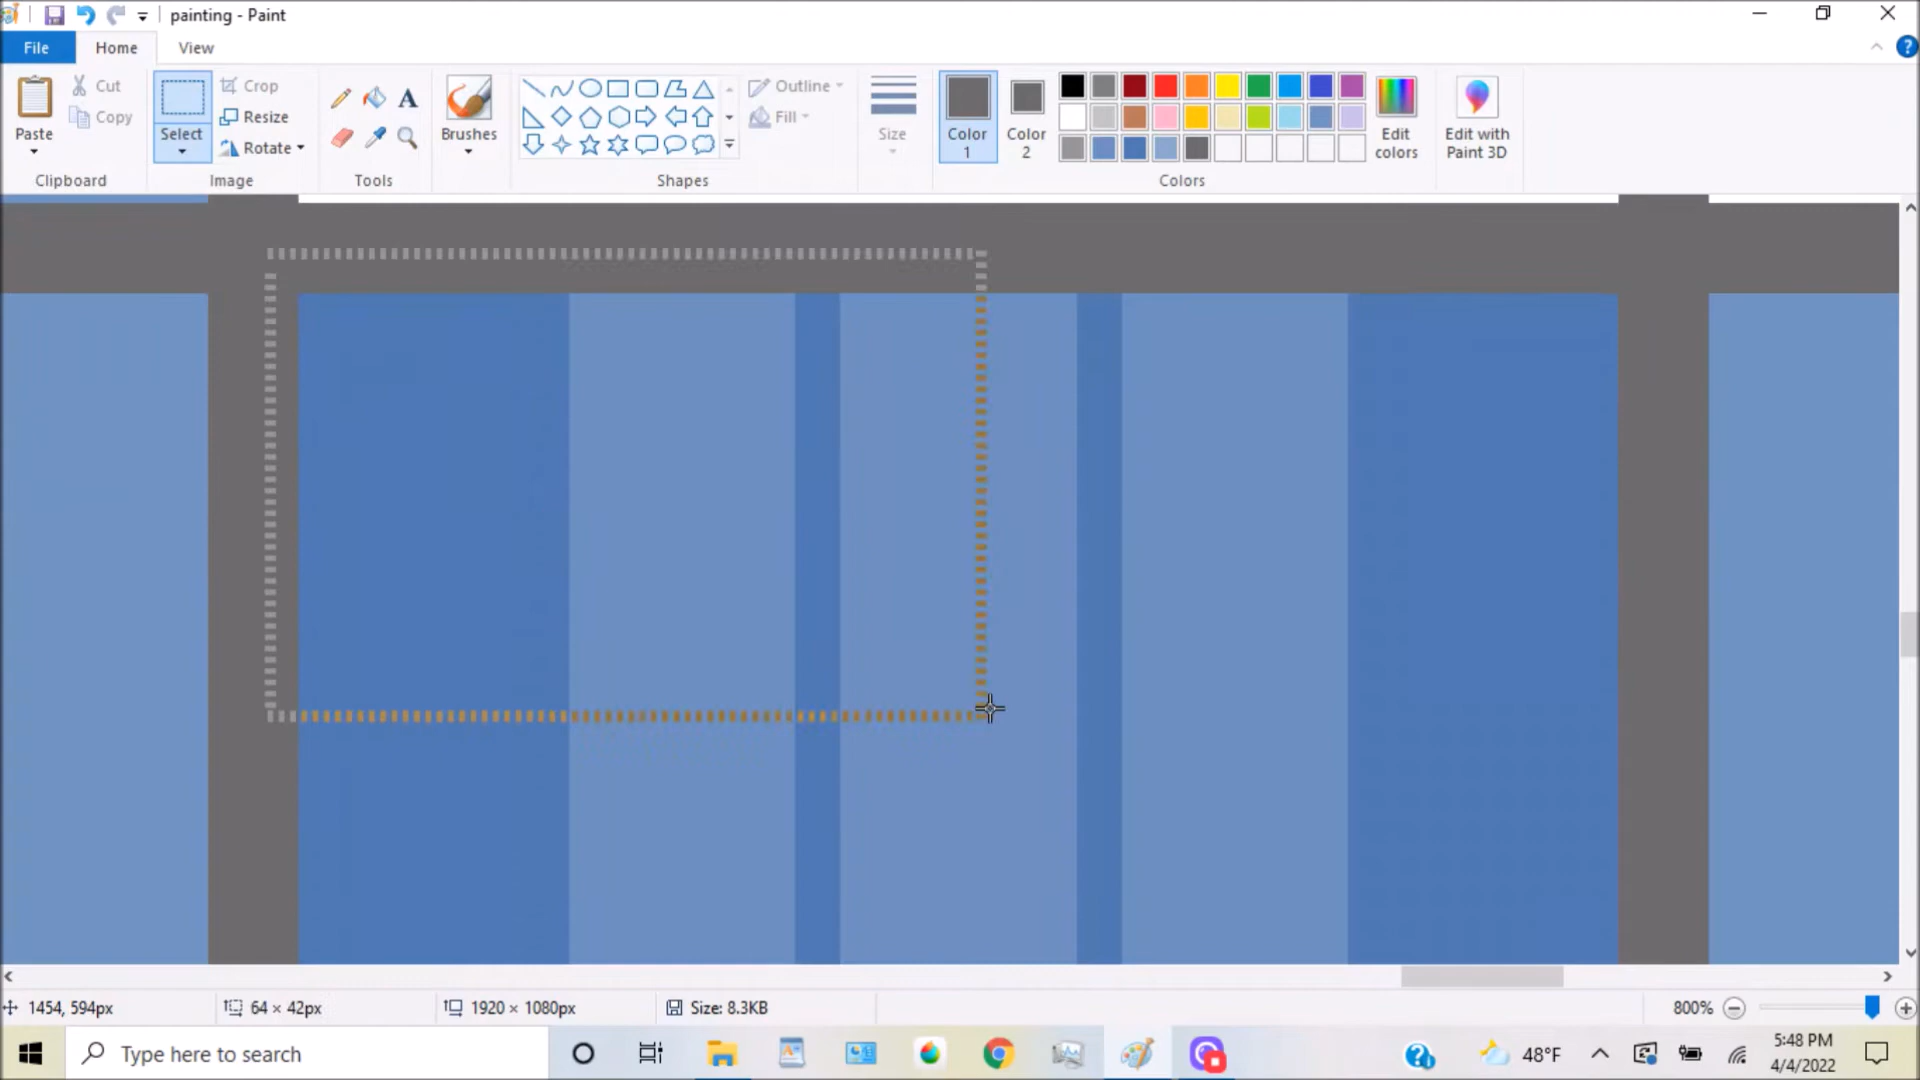 painting - Paint
File Home View
Cut
Crop
Outline
Copy
Resize
Fill
Paste
Select
Rotate
Brushes
Size
Color 1
Color 2
Edit colors
Edit with Paint 3D
Clipboard
Image
Tools
Shapes
Colors
1454, 594px
64 × 42px
1920 × 1080px
Size: 8.3KB
800%
Type here to search
48°F
5:48 PM
4/4/2022